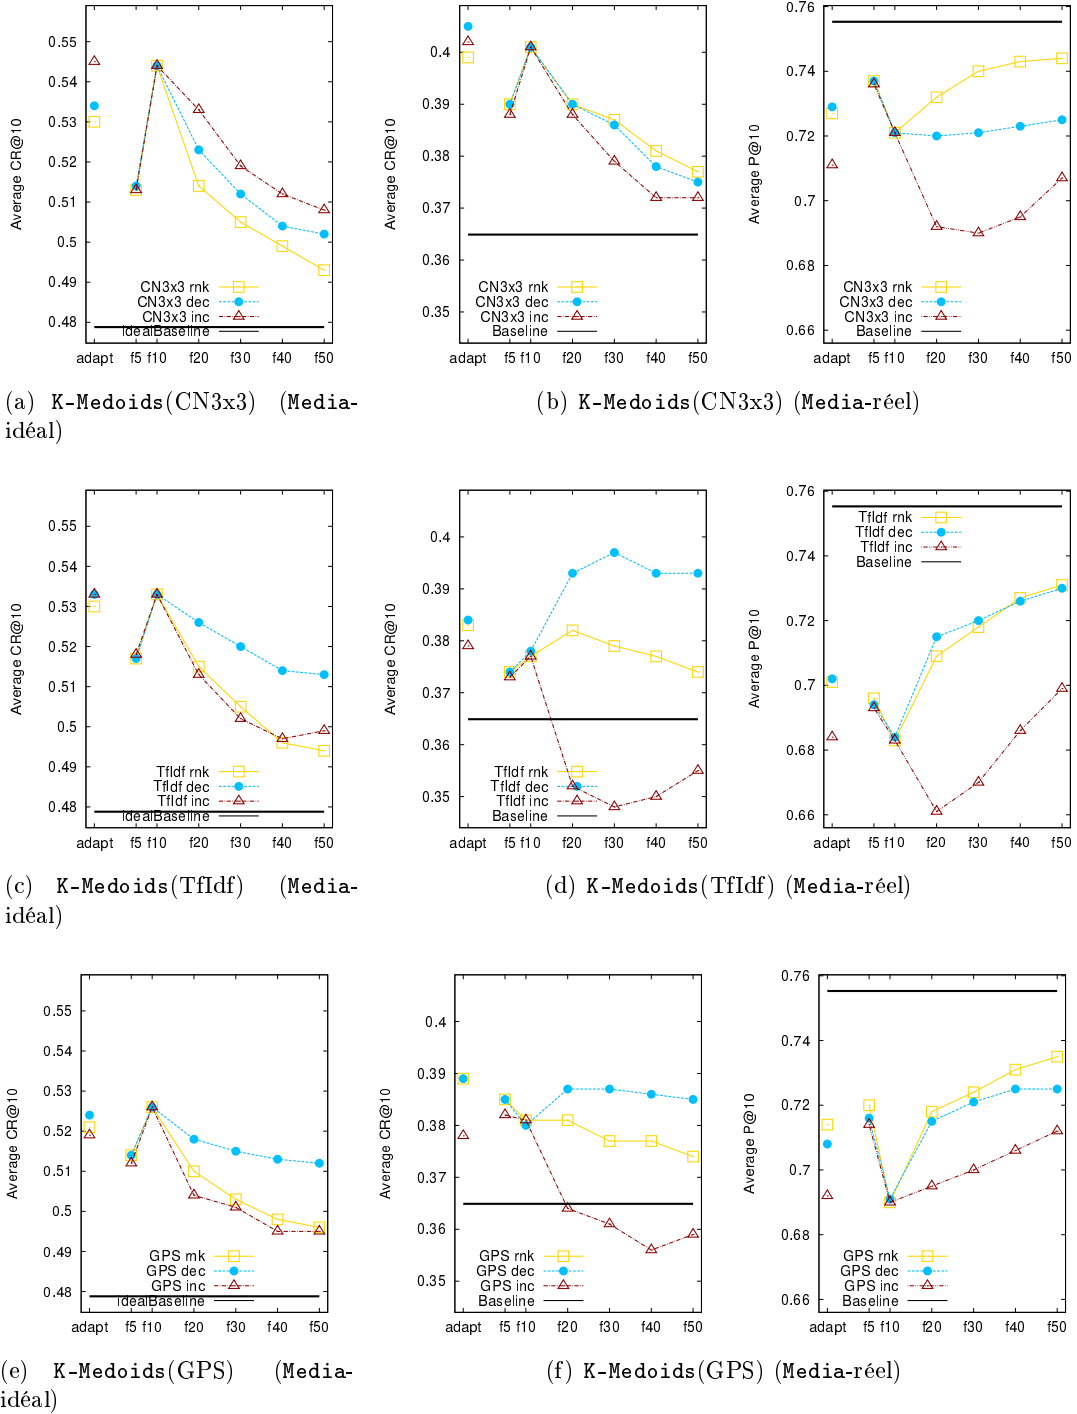 0.55
0.54
0.53
0.52
0.51
0.5
0.49
0.48
Average CR@10
CN3x3 rnk
CN3x3 dec
CN3x3 inc
IdealBaseline
adapt f5 f10 f20 f30 f40 f50
0.4
0.39
0.38
0.37
0.36
0.35
Average CR@10
CN3x3 rnk
CN3x3 dec
CN3x3 inc
Baseline
adapt f5 f10 f20 f30 f40 f50
0.76
0.74
0.72
0.7
0.68
0.66
Average P@10
CN3x3 rnk
CN3x3 dec
CN3x3 inc
Baseline
adapt f5 f10 f20 f30 f40 f50
(a) K-Medoids(CN3x3) (Media-
idéal)
(b) K-Medoids(CN3x3) (Media-réel)
0.55
0.54
0.53
0.52
0.51
0.5
0.49
0.48
Average CR@10
TfIdf rnk
TfIdf dec
TfIdf inc
IdealBaseline
adapt f5 f10 f20 f30 f40 f50
0.4
0.39
0.38
0.37
0.36
0.35
Average CR@10
TfIdf rnk
TfIdf dec
TfIdf inc
Baseline
adapt f5 f10 f20 f30 f40 f50
0.76
0.74
0.72
0.7
0.68
0.66
Average P@10
TfIdf rnk
TfIdf dec
TfIdf inc
Baseline
adapt f5 f10 f20 f30 f40 f50
(c) K-Medoids(TfIdf) (Media-
idéal)
(d) K-Medoids(TfIdf) (Media-réel)
0.55
0.54
0.53
0.52
0.51
0.5
0.49
0.48
Average CR@10
GPS rnk
GPS dec
GPS inc
IdealBaseline
adapt f5 f10 f20 f30 f40 f50
0.4
0.39
0.38
0.37
0.36
0.35
Average CR@10
GPS rnk
GPS dec
GPS inc
Baseline
adapt f5 f10 f20 f30 f40 f50
0.76
0.74
0.72
0.7
0.68
0.66
Average P@10
GPS rnk
GPS dec
GPS inc
Baseline
adapt f5 f10 f20 f30 f40 f50
(e) K-Medoids(GPS) (Media-
idéal)
(f) K-Medoids(GPS) (Media-réel)